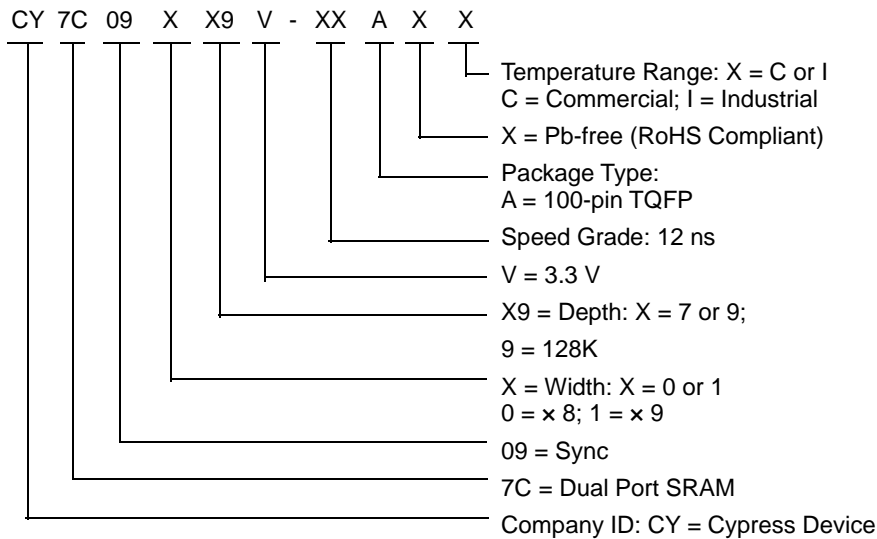 CY 7C 09 X X9 V - XX A X X
Temperature Range: X = C or I
C = Commercial; I = Industrial
X = Pb-free (RoHS Compliant)
Package Type:
A = 100-pin TQFP
Speed Grade: 12 ns
V = 3.3 V
X9 = Depth: X = 7 or 9;
9 = 128K
X = Width: X = 0 or 1
0 = × 8; 1 = × 9
09 = Sync
7C = Dual Port SRAM
Company ID: CY = Cypress Device